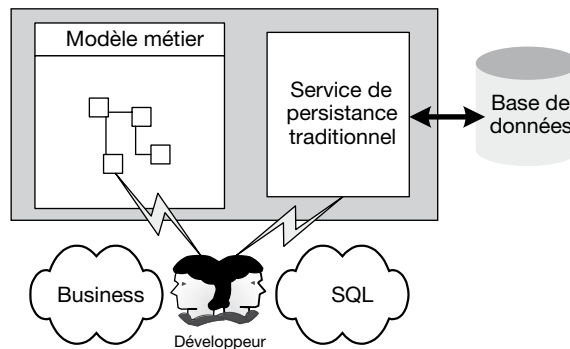 Modèle métier
Service de
persistance
traditionnel
Base de
données
Business
SQL
Développeur